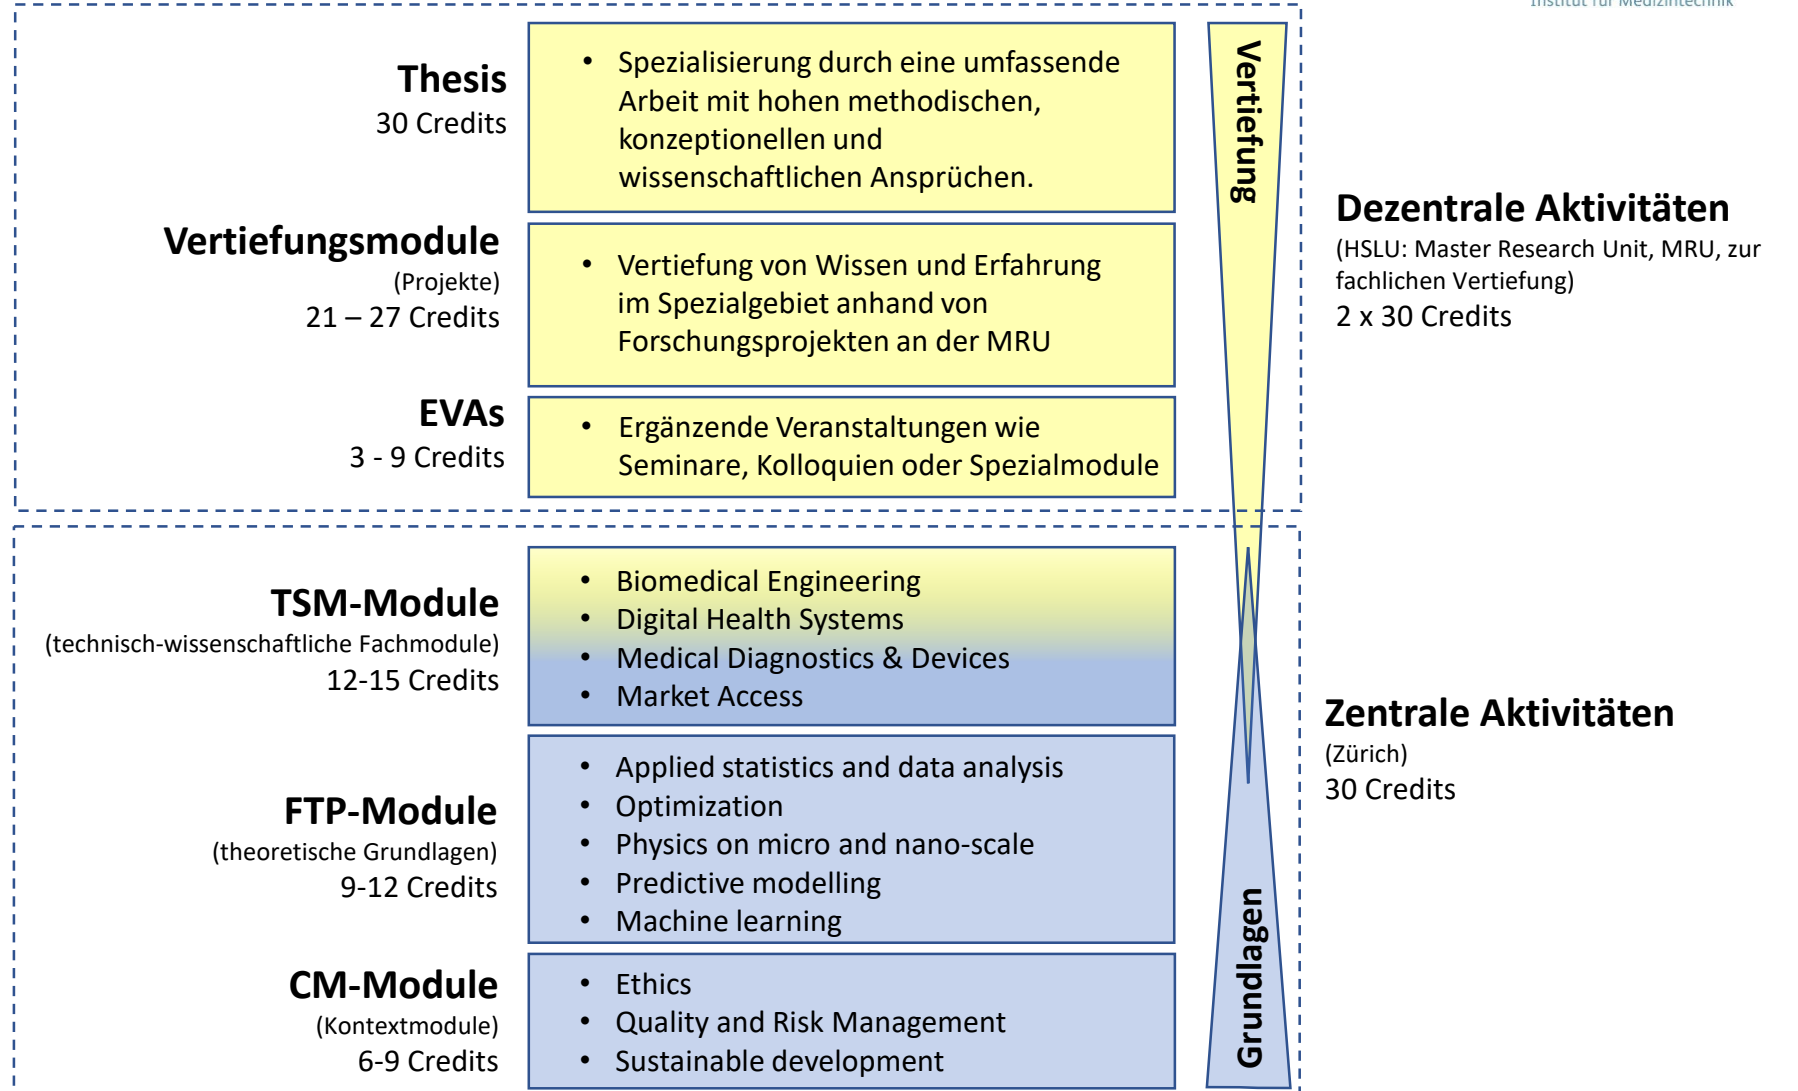 Institut für Medizintechnik
Thesis
30 Credits
• Spezialisierung durch eine umfassende
Arbeit mit hohen methodischen,
konzeptionellen und
wissenschaftlichen Ansprüchen.
Vertiefungsmodule
(Projekte)
21 – 27 Credits
• Vertiefung von Wissen und Erfahrung
im Spezialgebiet anhand von
Forschungsprojekten an der MRU
EVAs
3 - 9 Credits
• Ergänzende Veranstaltungen wie
Seminare, Kolloquien oder Spezialmodule
Vertiefung
Dezentrale Aktivitäten
(HSLU: Master Research Unit, MRU, zur
fachlichen Vertiefung)
2 x 30 Credits
TSM-Module
(technisch-wissenschaftliche Fachmodule)
12-15 Credits
• Biomedical Engineering
• Digital Health Systems
• Medical Diagnostics & Devices
• Market Access
FTP-Module
(theoretische Grundlagen)
9-12 Credits
• Applied statistics and data analysis
• Optimization
• Physics on micro and nano-scale
• Predictive modelling
• Machine learning
CM-Module
(Kontextmodule)
6-9 Credits
• Ethics
• Quality and Risk Management
• Sustainable development
Grundlagen
Zentrale Aktivitäten
(Zürich)
30 Credits